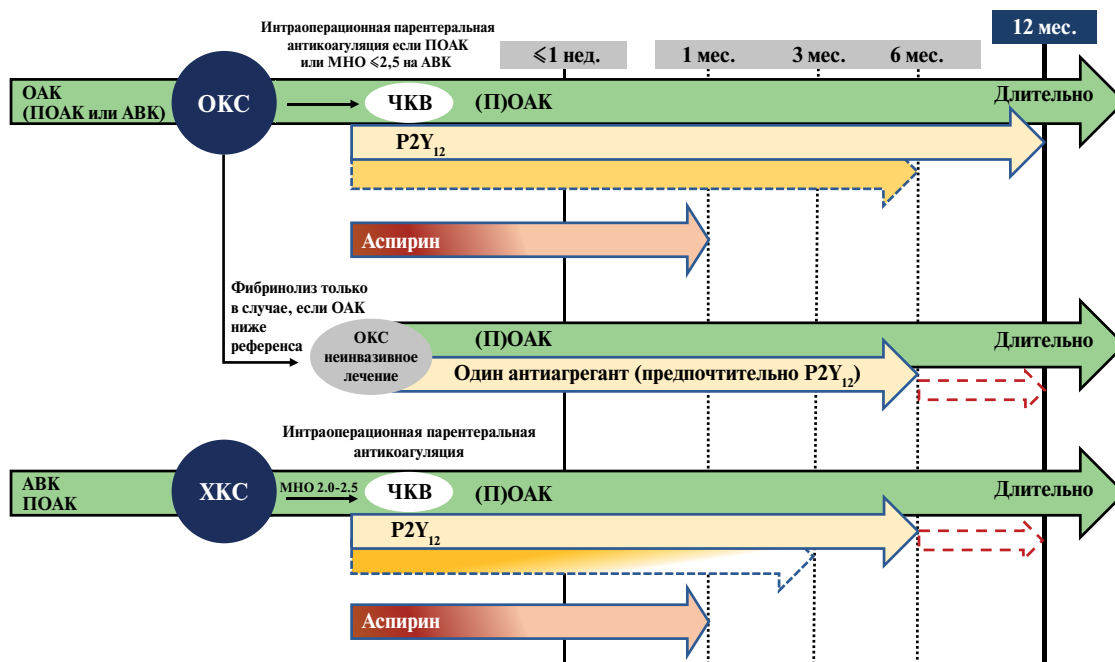 Интраоперационная парентеральная
антикоагуляция если ПОАК
или МНО ⩽2,5 на АВК
⩽1 нед.
1 мес.
3 мес.
6 мес.
12 мес.
ОАК
(ПОАК или АВК)
ОКС
ЧКВ
(П)ОАК
Длительно
P2Y12
Аспирин
Фибринолиз только
в случае, если ОАК
ниже
референса
ОКС
неинвазивное
лечение
(П)ОАК
Длительно
Один антиагрегант (предпочтительно P2Y12)
Интраоперационная парентеральная
антикоагуляция
АВК
ПОАК
ХКС
МНО 2.0-2.5
ЧКВ
(П)ОАК
Длительно
P2Y12
Аспирин